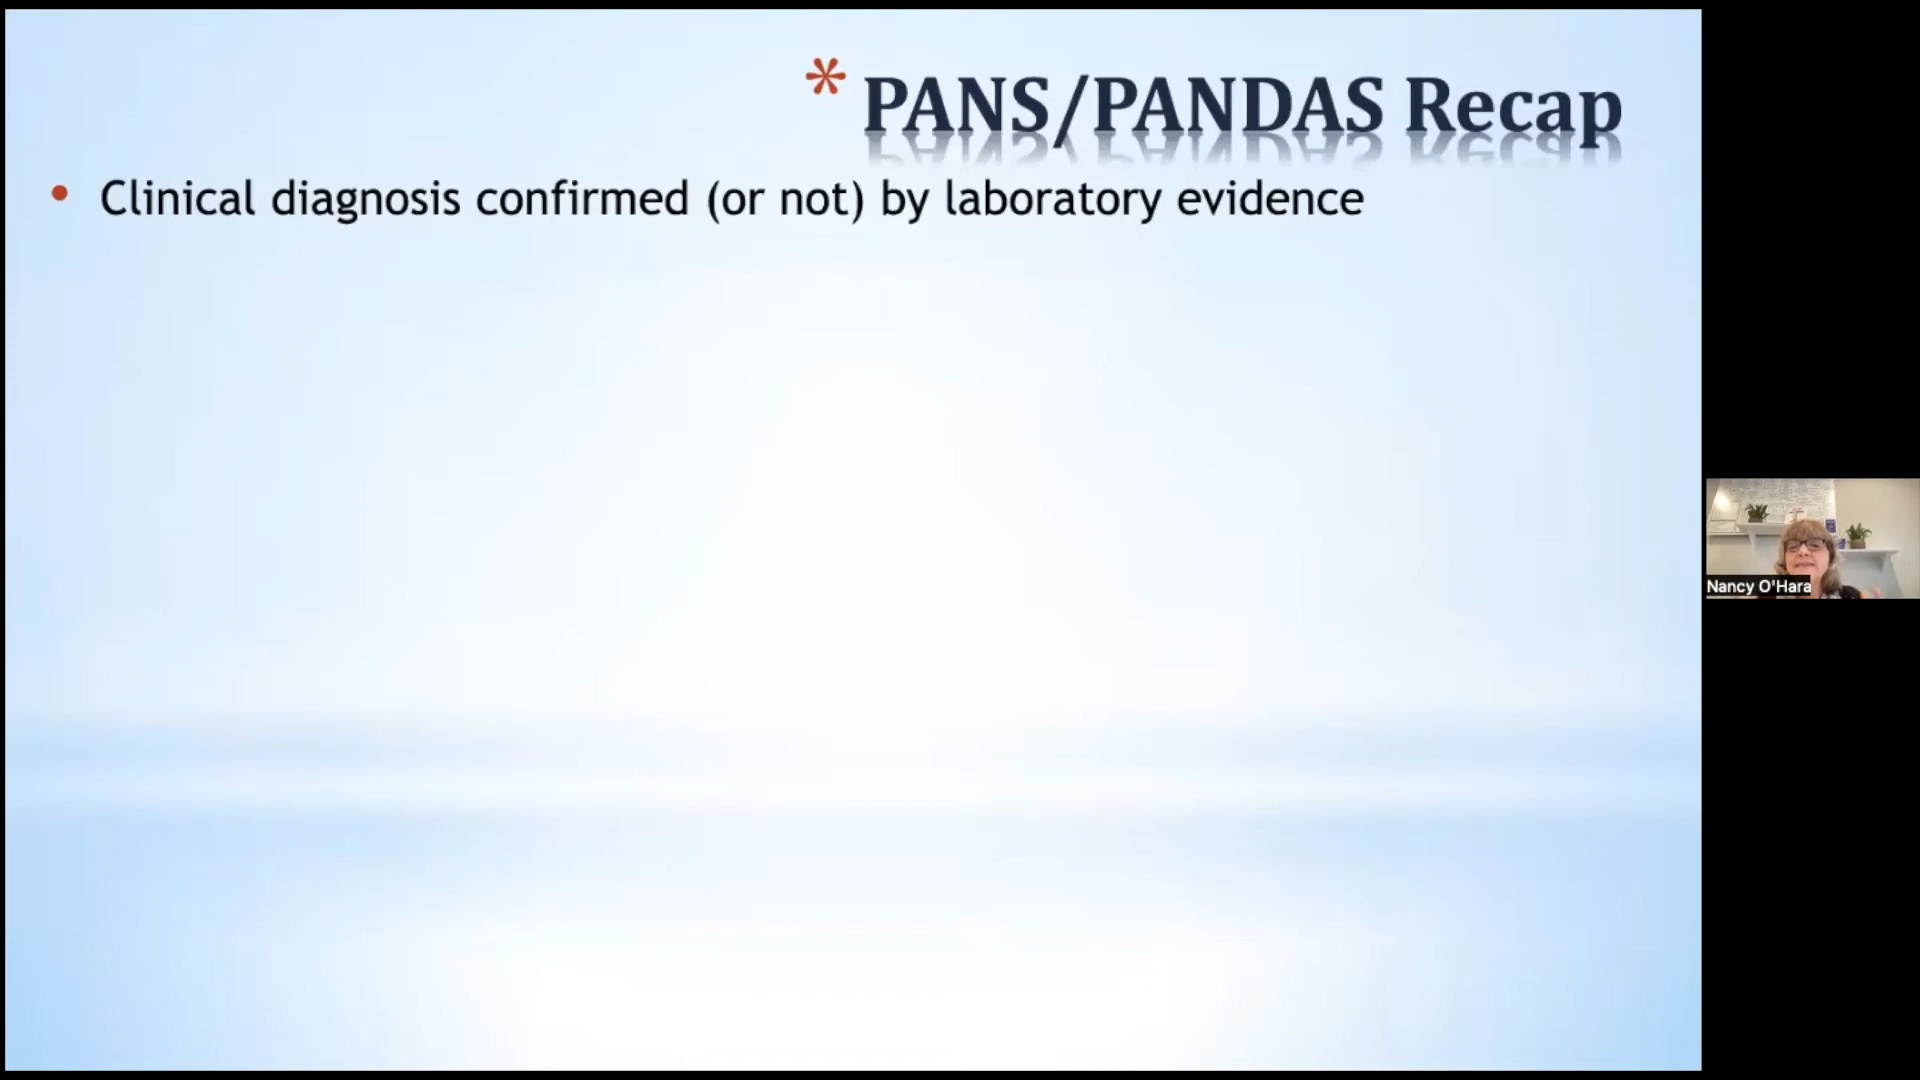 * PANS/PANDAS Recap
• Clinical diagnosis confirmed (or not) by laboratory evidence
Nancy O'Hara